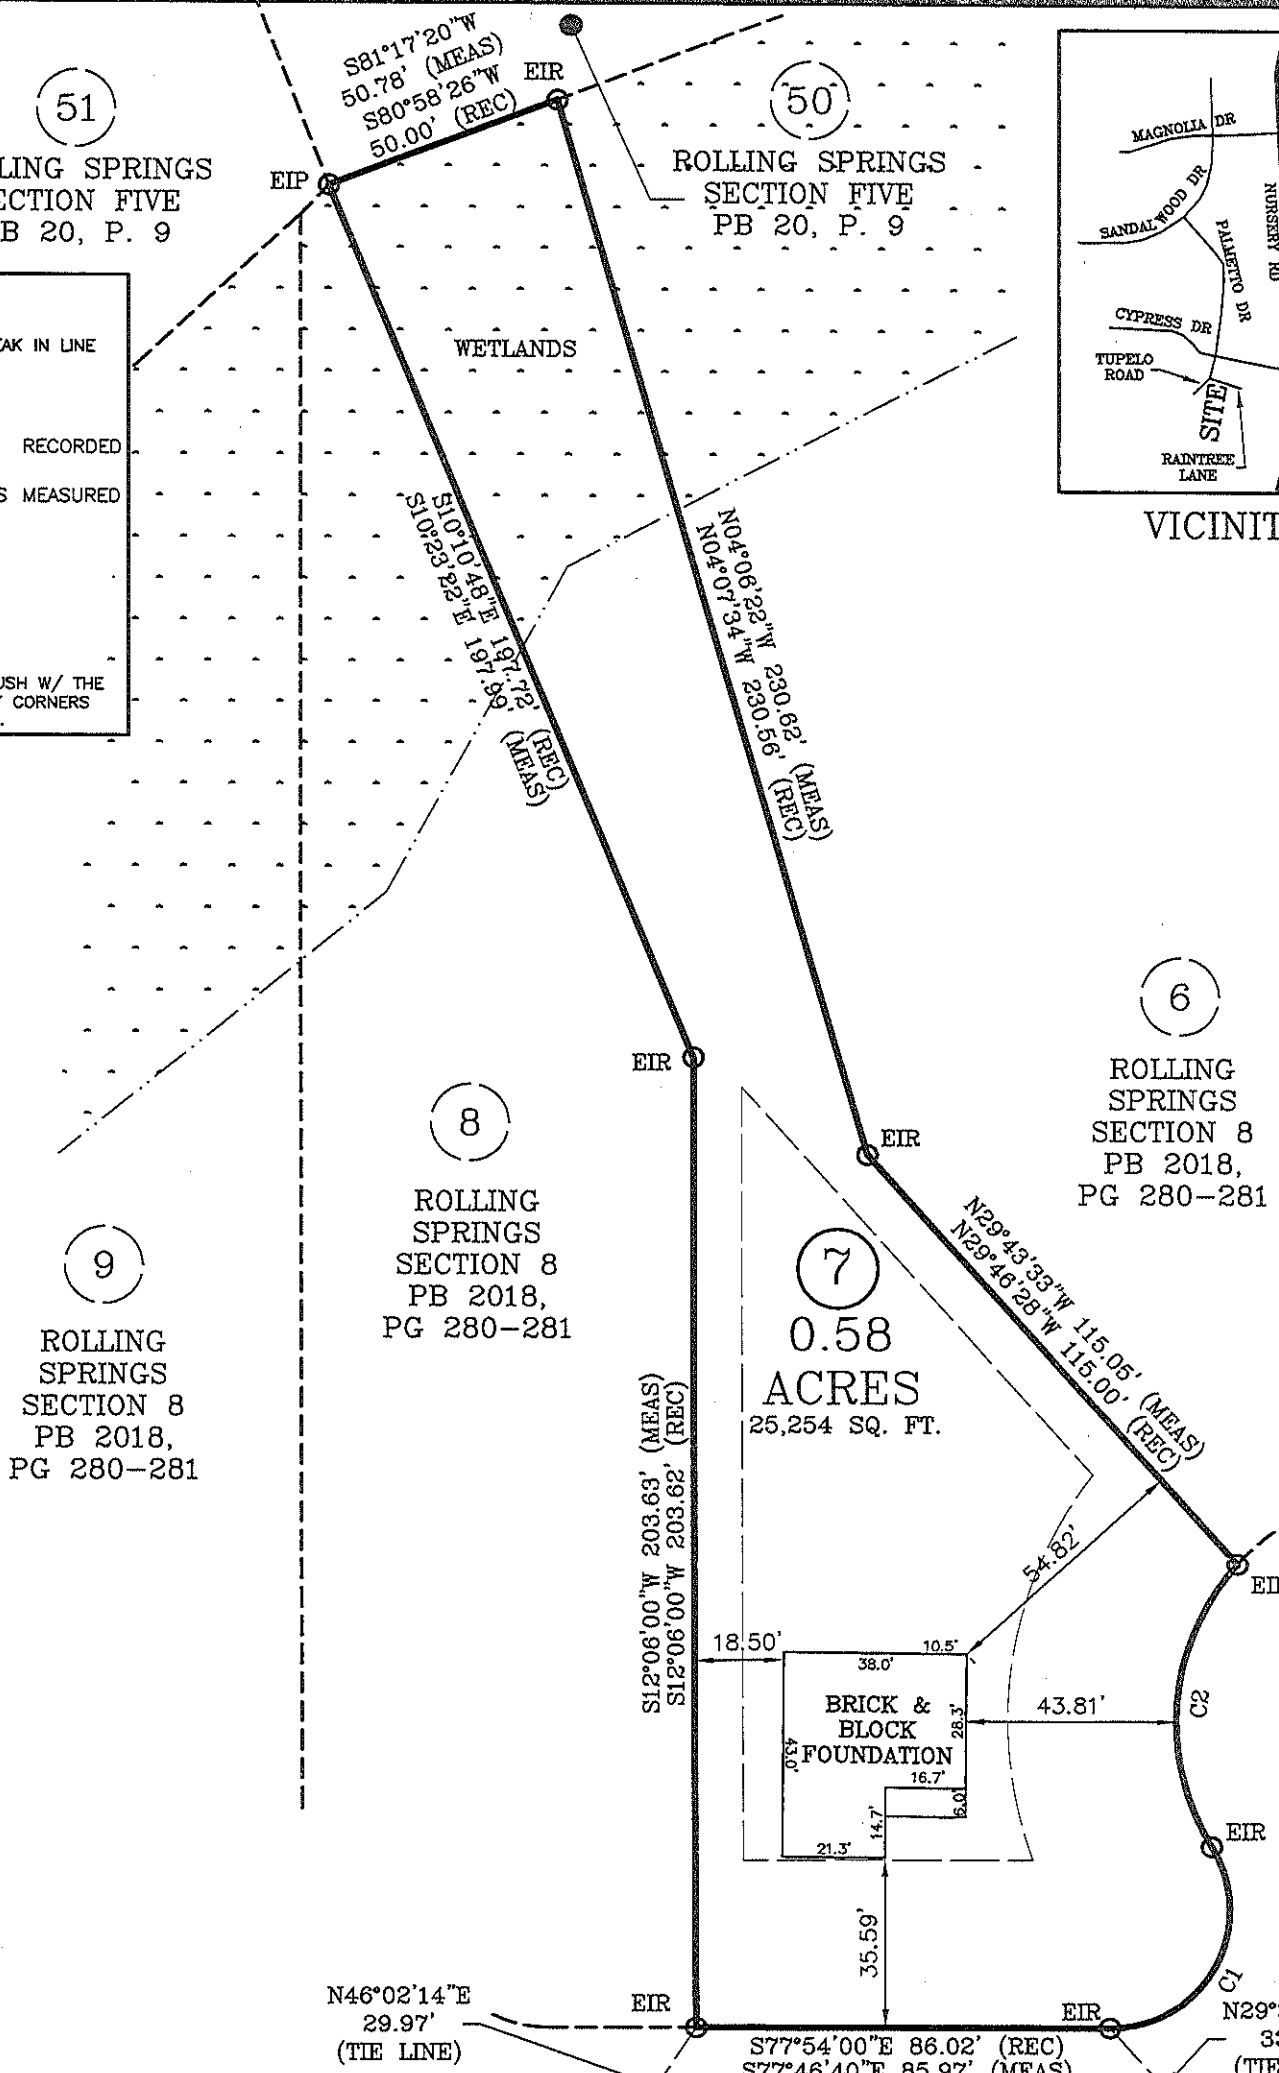 S81°17'20"W
50.78' (MEAS)
S80°58'26"W
50.00' (REC)
EIR
EIP
51
LING SPRINGS
ECTION FIVE
B 20, P. 9
50
ROLLING SPRINGS
SECTION FIVE
PB 20, P. 9
MAGNOLIA DR
SANDALWOOD DR
NURSERY RD
PALMETTO DR
CYPRESS DR
TUPELO
ROAD
SITE
RAINTREE
LANE
VICINIT
AK IN LINE
RECORDED
S MEASURED
USH W/ THE
CORNERS
WETLANDS
S10°10'48"E 197.72' (REC)
S10°23'22"E 197.99' (MEAS)
N04°06'22"W 230.62' (MEAS)
N04°07'34"W 230.56' (REC)
EIR
EIR
6
ROLLING
SPRINGS
SECTION 8
PB 2018,
PG 280-281
8
ROLLING
SPRINGS
SECTION 8
PB 2018,
PG 280-281
9
ROLLING
SPRINGS
SECTION 8
PB 2018,
PG 280-281
7
0.58
ACRES
25,254 SQ. FT.
N29°43'33"W 115.05' (MEAS)
N29°46'28"W 115.00' (REC)
S12°06'00"W 203.63' (MEAS)
S12°06'00"W 203.62' (REC)
54.82'
18.50'
10.5'
38.0'
BRICK &
BLOCK
FOUNDATION
28.3'
43.0'
16.7'
6.0'
14.7'
21.3'
43.81'
C2
EIR
35.59'
C1
N46°02'14"E
29.97'
(TIE LINE)
EIR
EIR
S77°54'00"E 86.02' (REC)
S77°46'40"E 85.97' (MEAS)